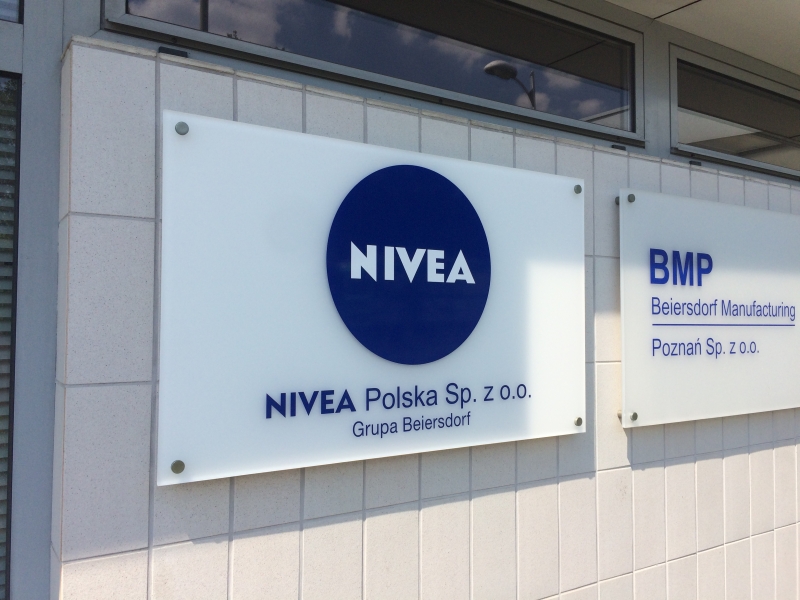 NIVEA
NIVEA Polska Sp. z o.o.
Grupa Beiersdorf
BMP
Beiersdorf Manufacturing
Poznań Sp. z o.o.